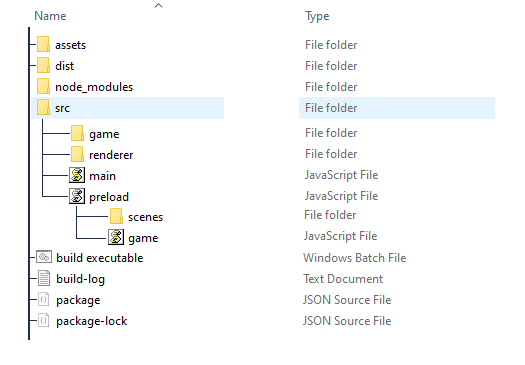 Name Type
assets File folder
dist File folder
node_modules File folder
src File folder
game File folder
renderer File folder
main JavaScript File
preload JavaScript File
scenes File folder
game JavaScript File
build executable Windows Batch File
build-log Text Document
package JSON Source File
package-lock JSON Source File